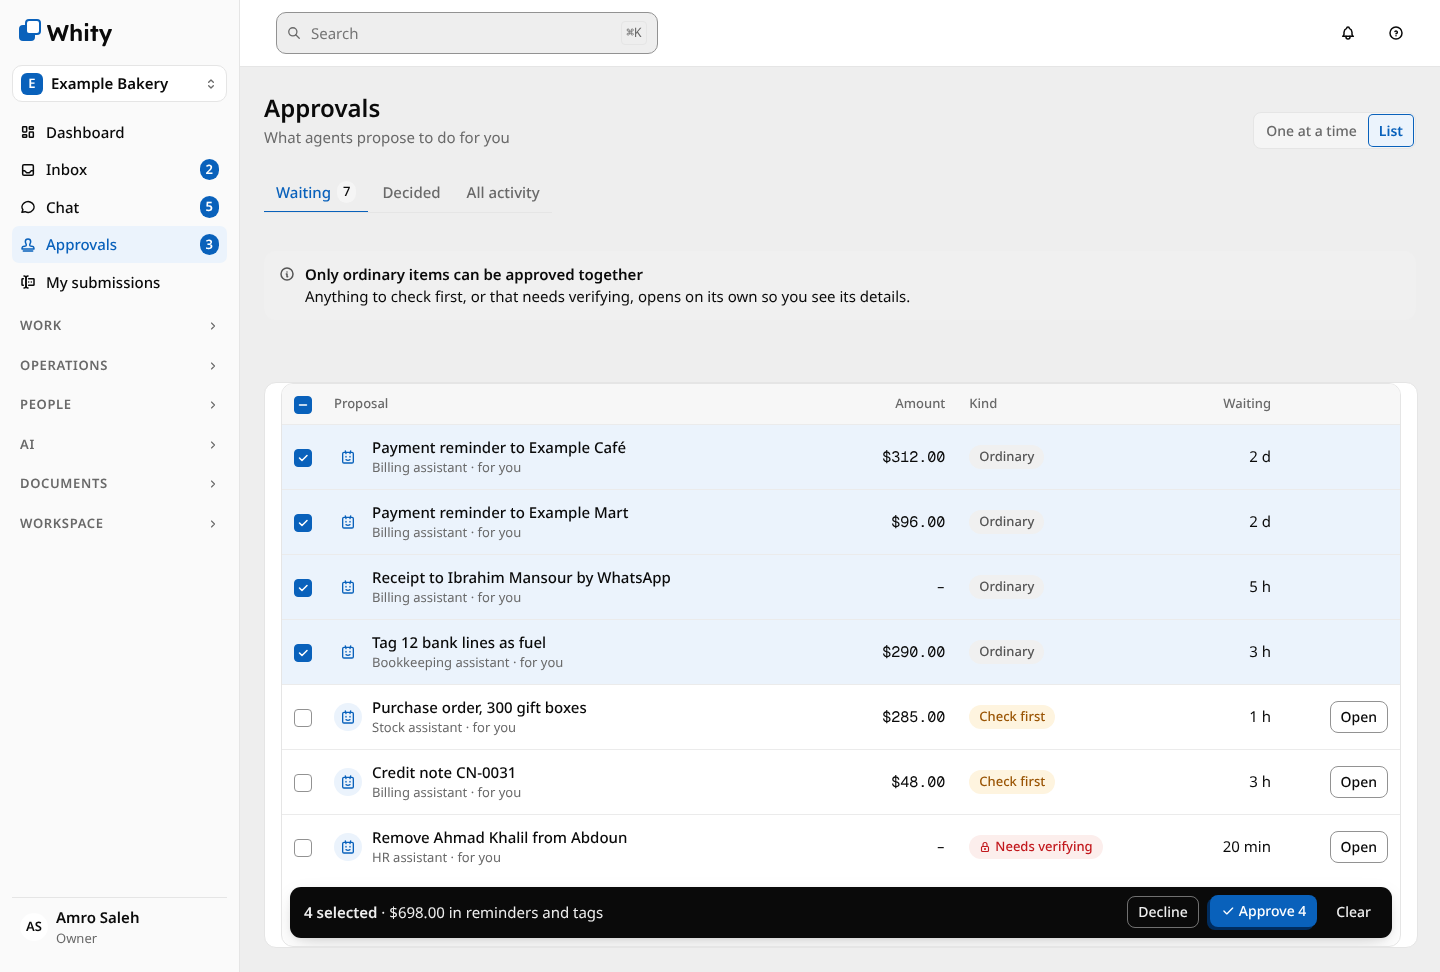 Whity
Search
⌘K
E Example Bakery
Dashboard
Inbox 2
Chat 5
Approvals 3
My submissions
WORK
OPERATIONS
PEOPLE
AI
DOCUMENTS
WORKSPACE
AS
Amro Saleh
Owner
Approvals
What agents propose to do for you
One at a time List
Waiting 7 Decided All activity
Only ordinary items can be approved together
Anything to check first, or that needs verifying, opens on its own so you see its details.
Proposal Amount Kind Waiting
Payment reminder to Example Café
Billing assistant · for you
$312.00 Ordinary 2 d
Payment reminder to Example Mart
Billing assistant · for you
$96.00 Ordinary 2 d
Receipt to Ibrahim Mansour by WhatsApp
Billing assistant · for you
– Ordinary 5 h
Tag 12 bank lines as fuel
Bookkeeping assistant · for you
$290.00 Ordinary 3 h
Purchase order, 300 gift boxes
Stock assistant · for you
$285.00 Check first 1 h Open
Credit note CN-0031
Billing assistant · for you
$48.00 Check first 3 h Open
Remove Ahmad Khalil from Abdoun
HR assistant · for you
– Needs verifying 20 min Open
4 selected · $698.00 in reminders and tags
Decline Approve 4 Clear